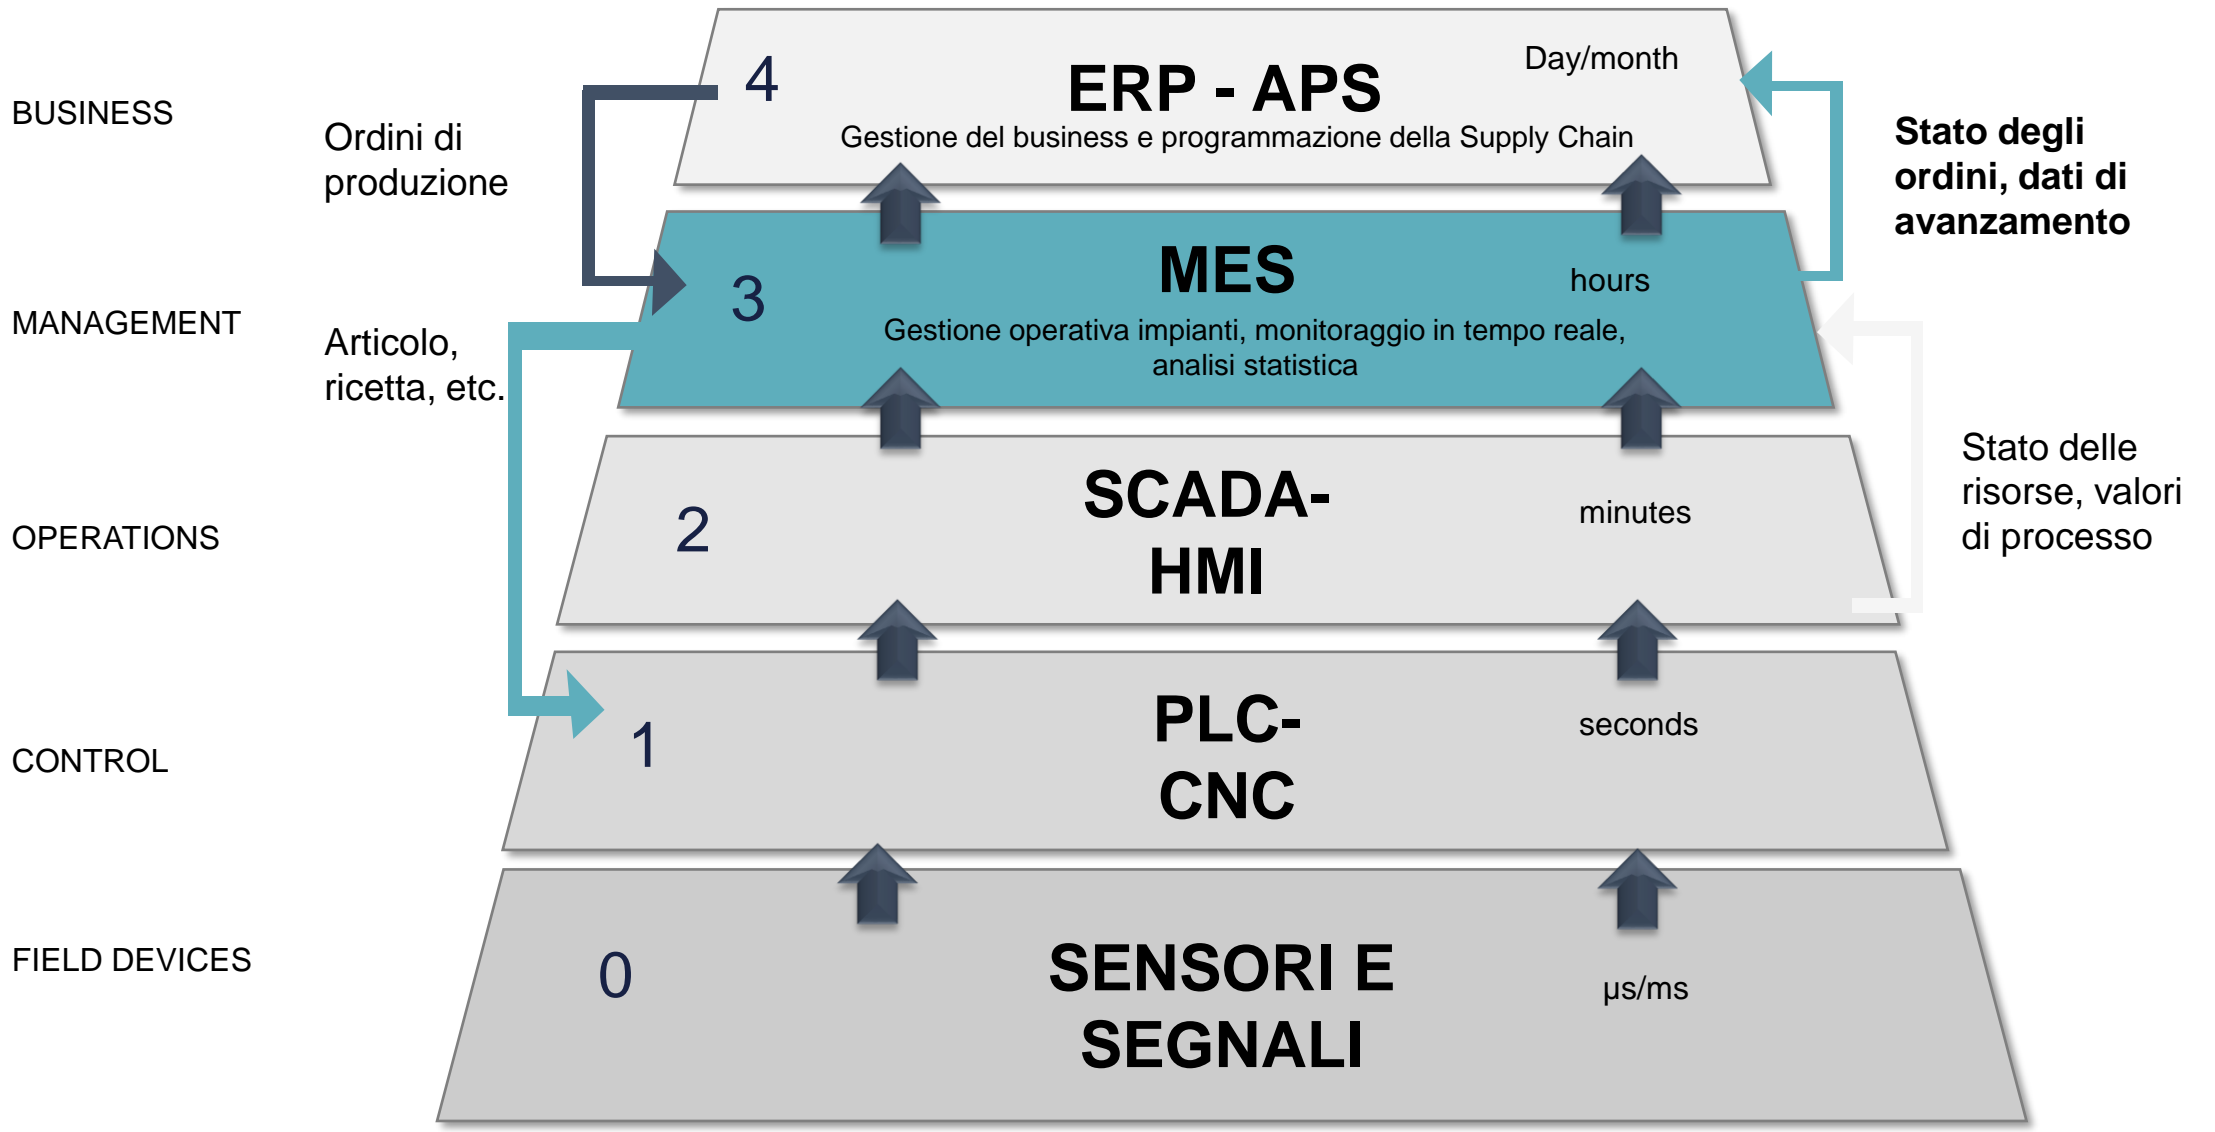 BUSINESS
Ordini di
produzione
4
ERP - APS
Day/month
Gestione del business e programmazione della Supply Chain
Stato degli
ordini, dati di
avanzamento
MANAGEMENT
Articolo,
ricetta, etc.
3
MES
hours
Gestione operativa impianti, monitoraggio in tempo reale,
analisi statistica
OPERATIONS
2
SCADA-
HMI
minutes
Stato delle
risorse, valori
di processo
CONTROL
1
PLC-
CNC
seconds
FIELD DEVICES
0
SENSORI E
SEGNALI
µs/ms